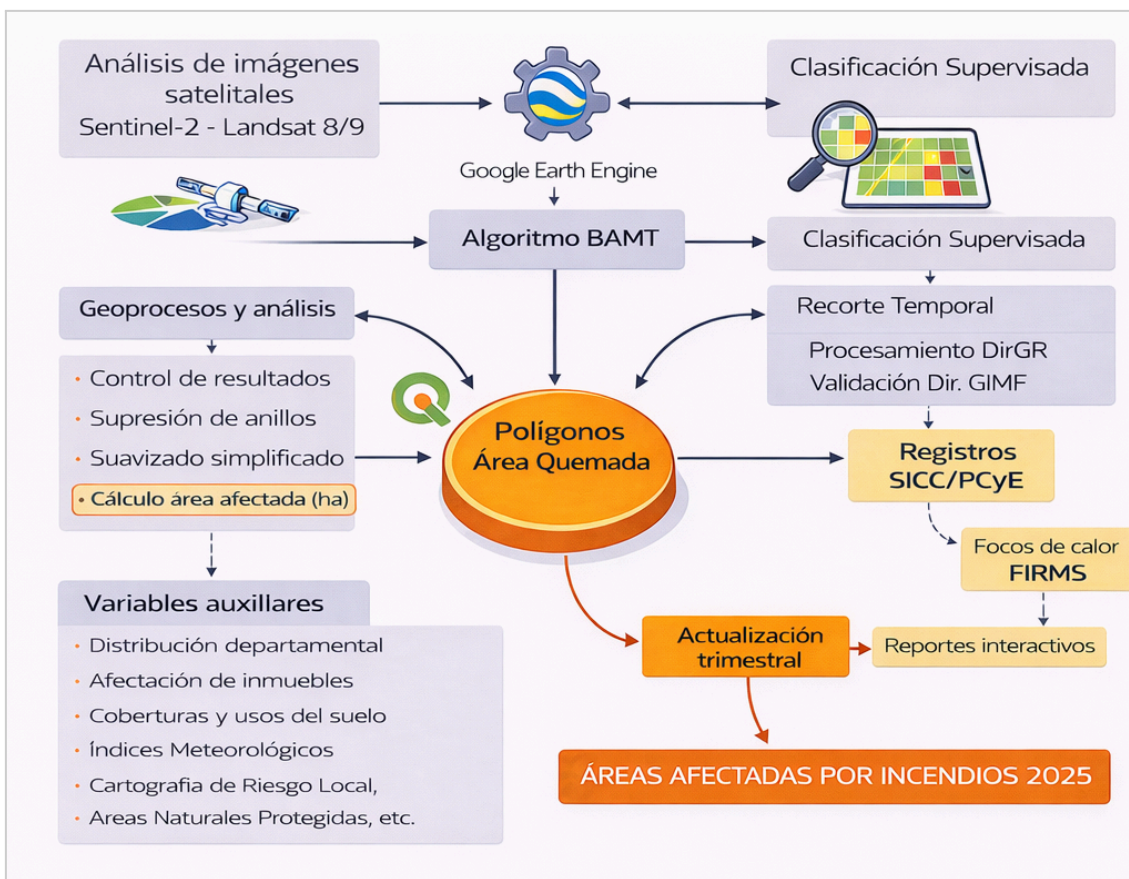 Análisis de imágenes
satelitales
Sentinel-2 - Landsat 8/9
Google Earth Engine
Clasificación Supervisada
Algoritmo BAMT
Clasificación Supervisada
Recorte Temporal
Procesamiento DirGR
Validación Dir. GIMF
Geoprocesos y análisis
• Control de resultados
• Supresión de anillos
• Suavizado simplificado
• Cálculo área afectada (ha)
Polígonos
Área Quemada
Registros
SICC/PCyE
Focos de calor
FIRMS
Variables auxillares
• Distribución departamental
• Afectación de inmuebles
• Coberturas y usos del suelo
• Índices Meteorológicos
• Cartografia de Riesgo Local,
• Areas Naturales Protegidas, etc.
Actualización
trimestral
Reportes interactivos
ÁREAS AFECTADAS POR INCENDIOS 2025